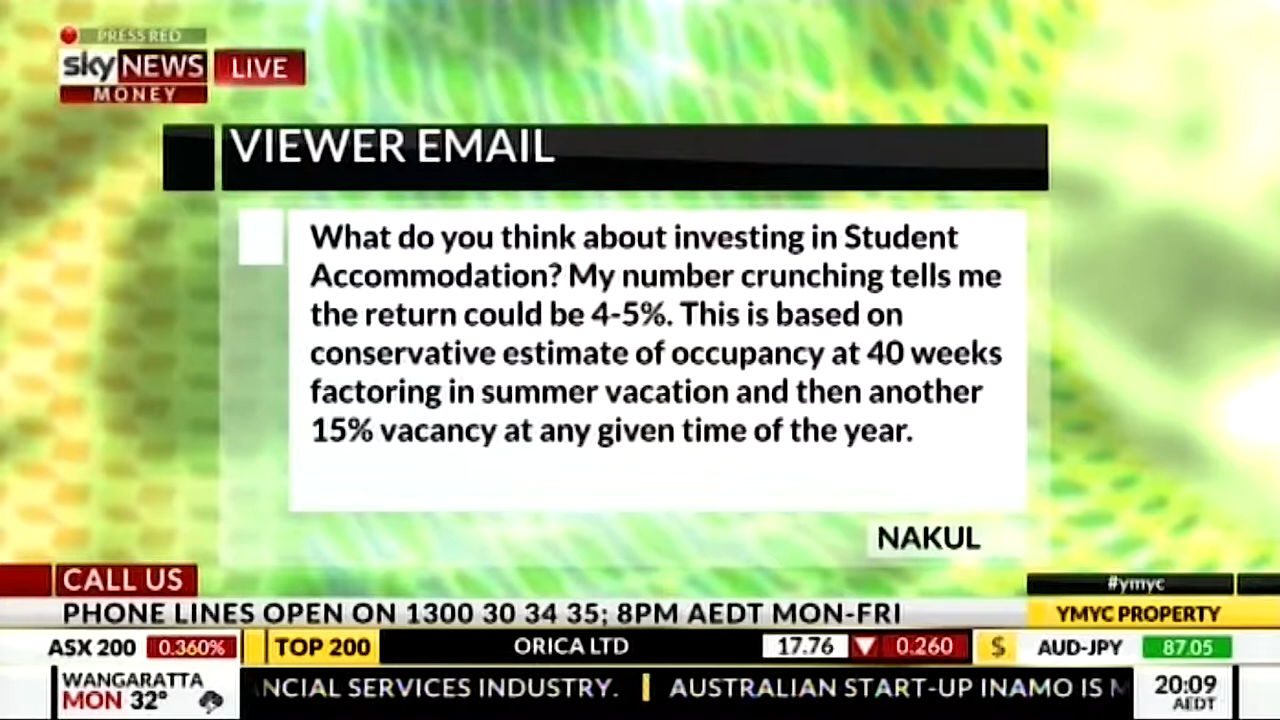 PRESS RED
sky NEWS LIVE
MONEY
VIEWER EMAIL
What do you think about investing in Student
Accommodation? My number crunching tells me
the return could be 4-5%. This is based on
conservative estimate of occupancy at 40 weeks
factoring in summer vacation and then another
15% vacancy at any given time of the year.
NAKUL
CALL US
#ymyc
PHONE LINES OPEN ON 1300 30 34 35; 8PM AEDT MON-FRI
YMYC PROPERTY
ASX 200 0.360% TOP 200 ORICA LTD 17.76 ▼ 0.260 $ AUD-JPY 87.05
WANGARATTA
MON 32°
NCIAL SERVICES INDUSTRY. | AUSTRALIAN START-UP INAMO IS M
20:09
AEDT